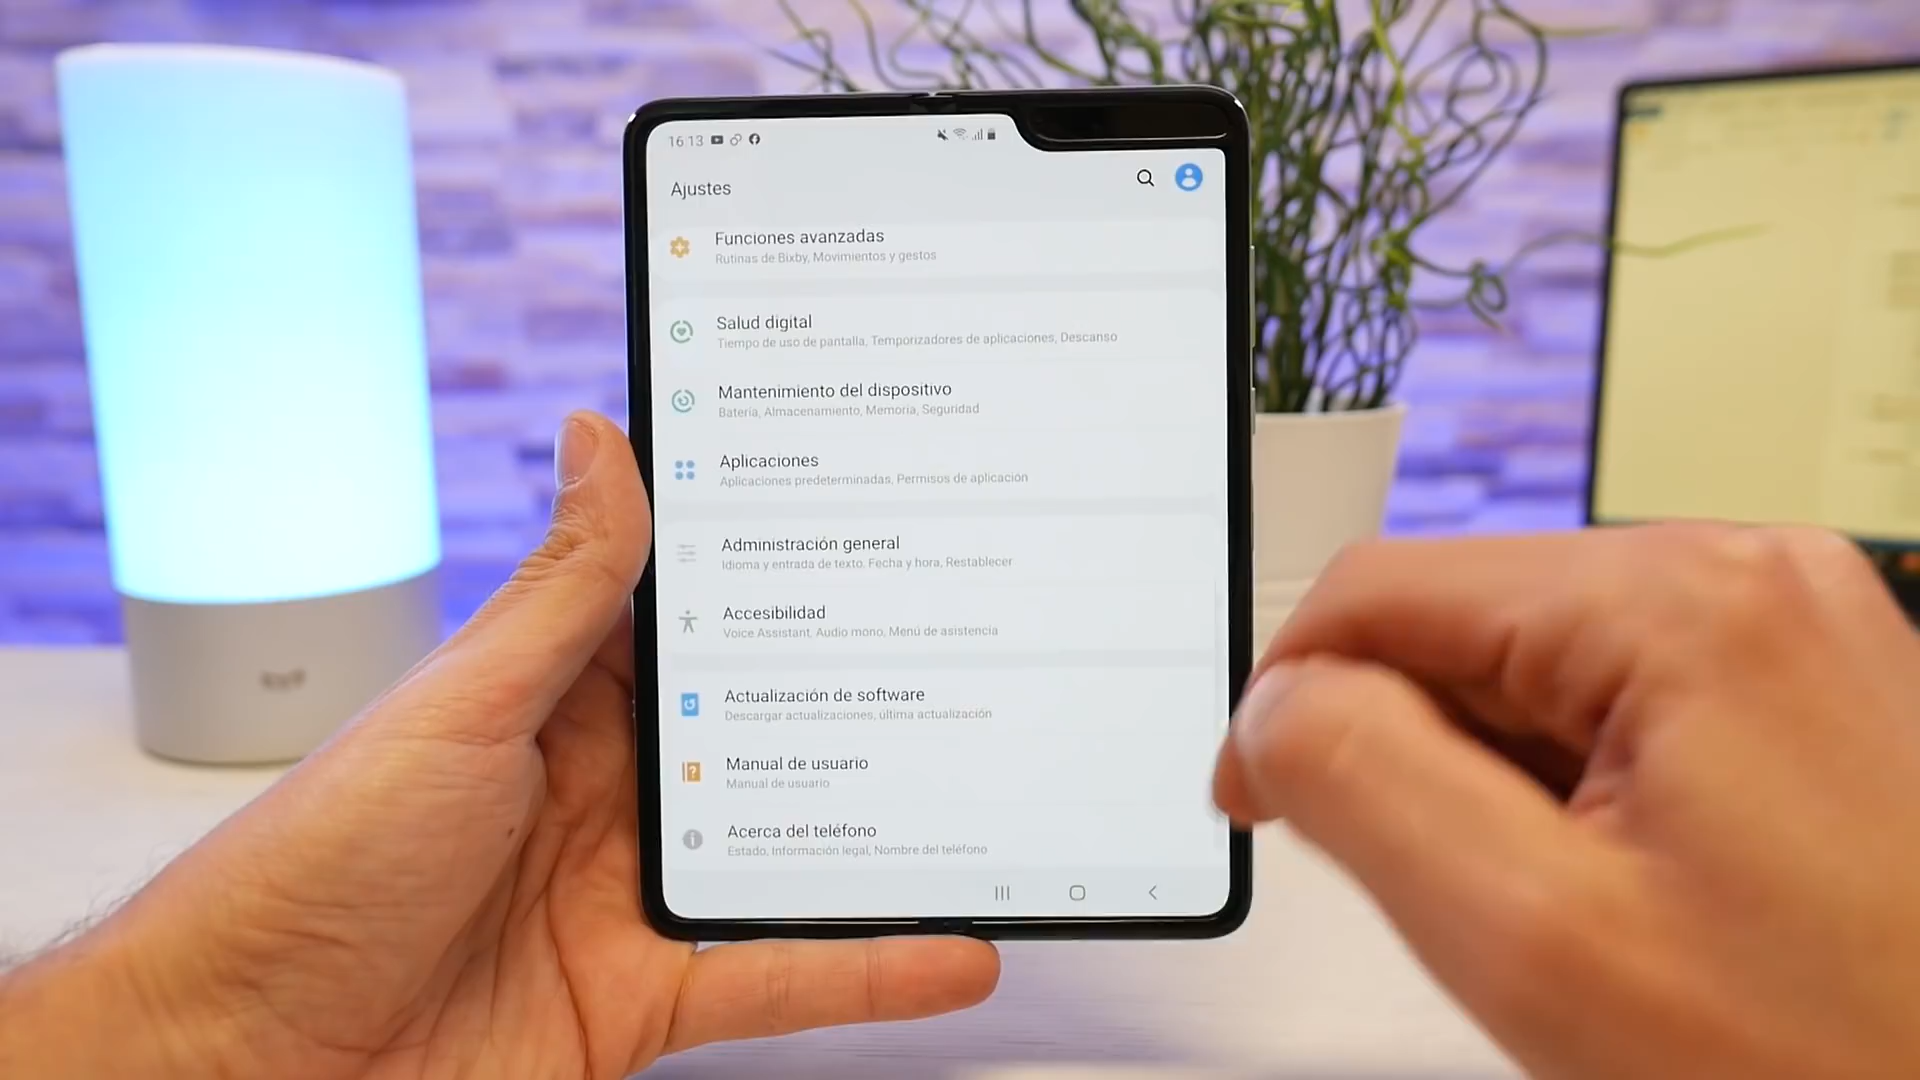 16:13
Ajustes
Funciones avanzadas
Rutinas de Bixby, Movimientos y gestos
Salud digital
Tiempo de uso de pantalla, Temporizadores de aplicaciones, Descanso
Mantenimiento del dispositivo
Batería, Almacenamiento, Memoria, Seguridad
Aplicaciones
Aplicaciones predeterminadas, Permisos de aplicación
Administración general
Idioma y entrada de texto, Fecha y hora, Restablecer
Accesibilidad
Voice Assistant, Audio mono, Menú de asistencia
Actualización de software
Descargar actualizaciones, última actualización
Manual de usuario
Manual de usuario
Acerca del teléfono
Estado, Información legal, Nombre del teléfono